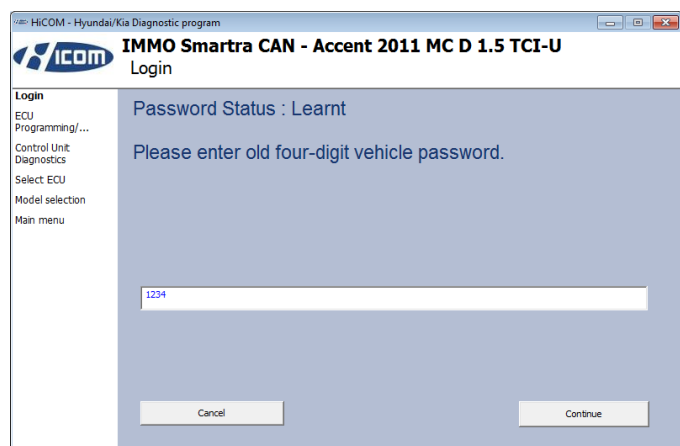 HiCOM - Hyundai/Kia Diagnostic program
HICOM
IMMO Smartra CAN - Accent 2011 MC D 1.5 TCI-U
Login
Login
ECU
Programming/...
Control Unit
Diagnostics
Select ECU
Model selection
Main menu
Password Status : Learnt
Please enter old four-digit vehicle password.
1234
Cancel
Continue